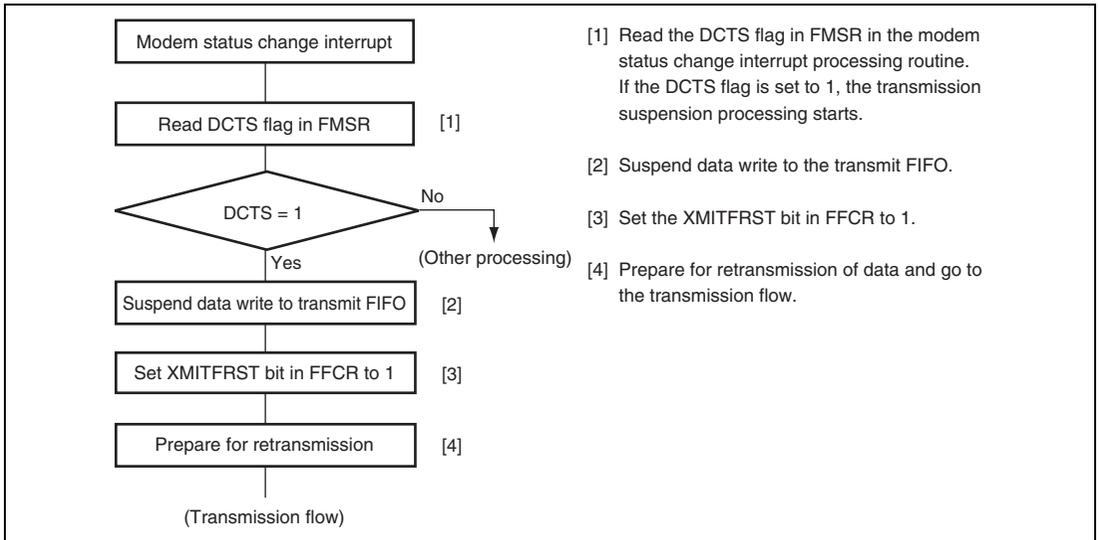 Modem status change interrupt
Read DCTS flag in FMSR
[1]
DCTS = 1
No
(Other processing)
Yes
Suspend data write to transmit FIFO
[2]
Set XMITFRST bit in FFCR to 1
[3]
Prepare for retransmission
[4]
(Transmission flow)
[1] Read the DCTS flag in FMSR in the modem
status change interrupt processing routine.
If the DCTS flag is set to 1, the transmission
suspension processing starts.
[2] Suspend data write to the transmit FIFO.
[3] Set the XMITFRST bit in FFCR to 1.
[4] Prepare for retransmission of data and go to
the transmission flow.